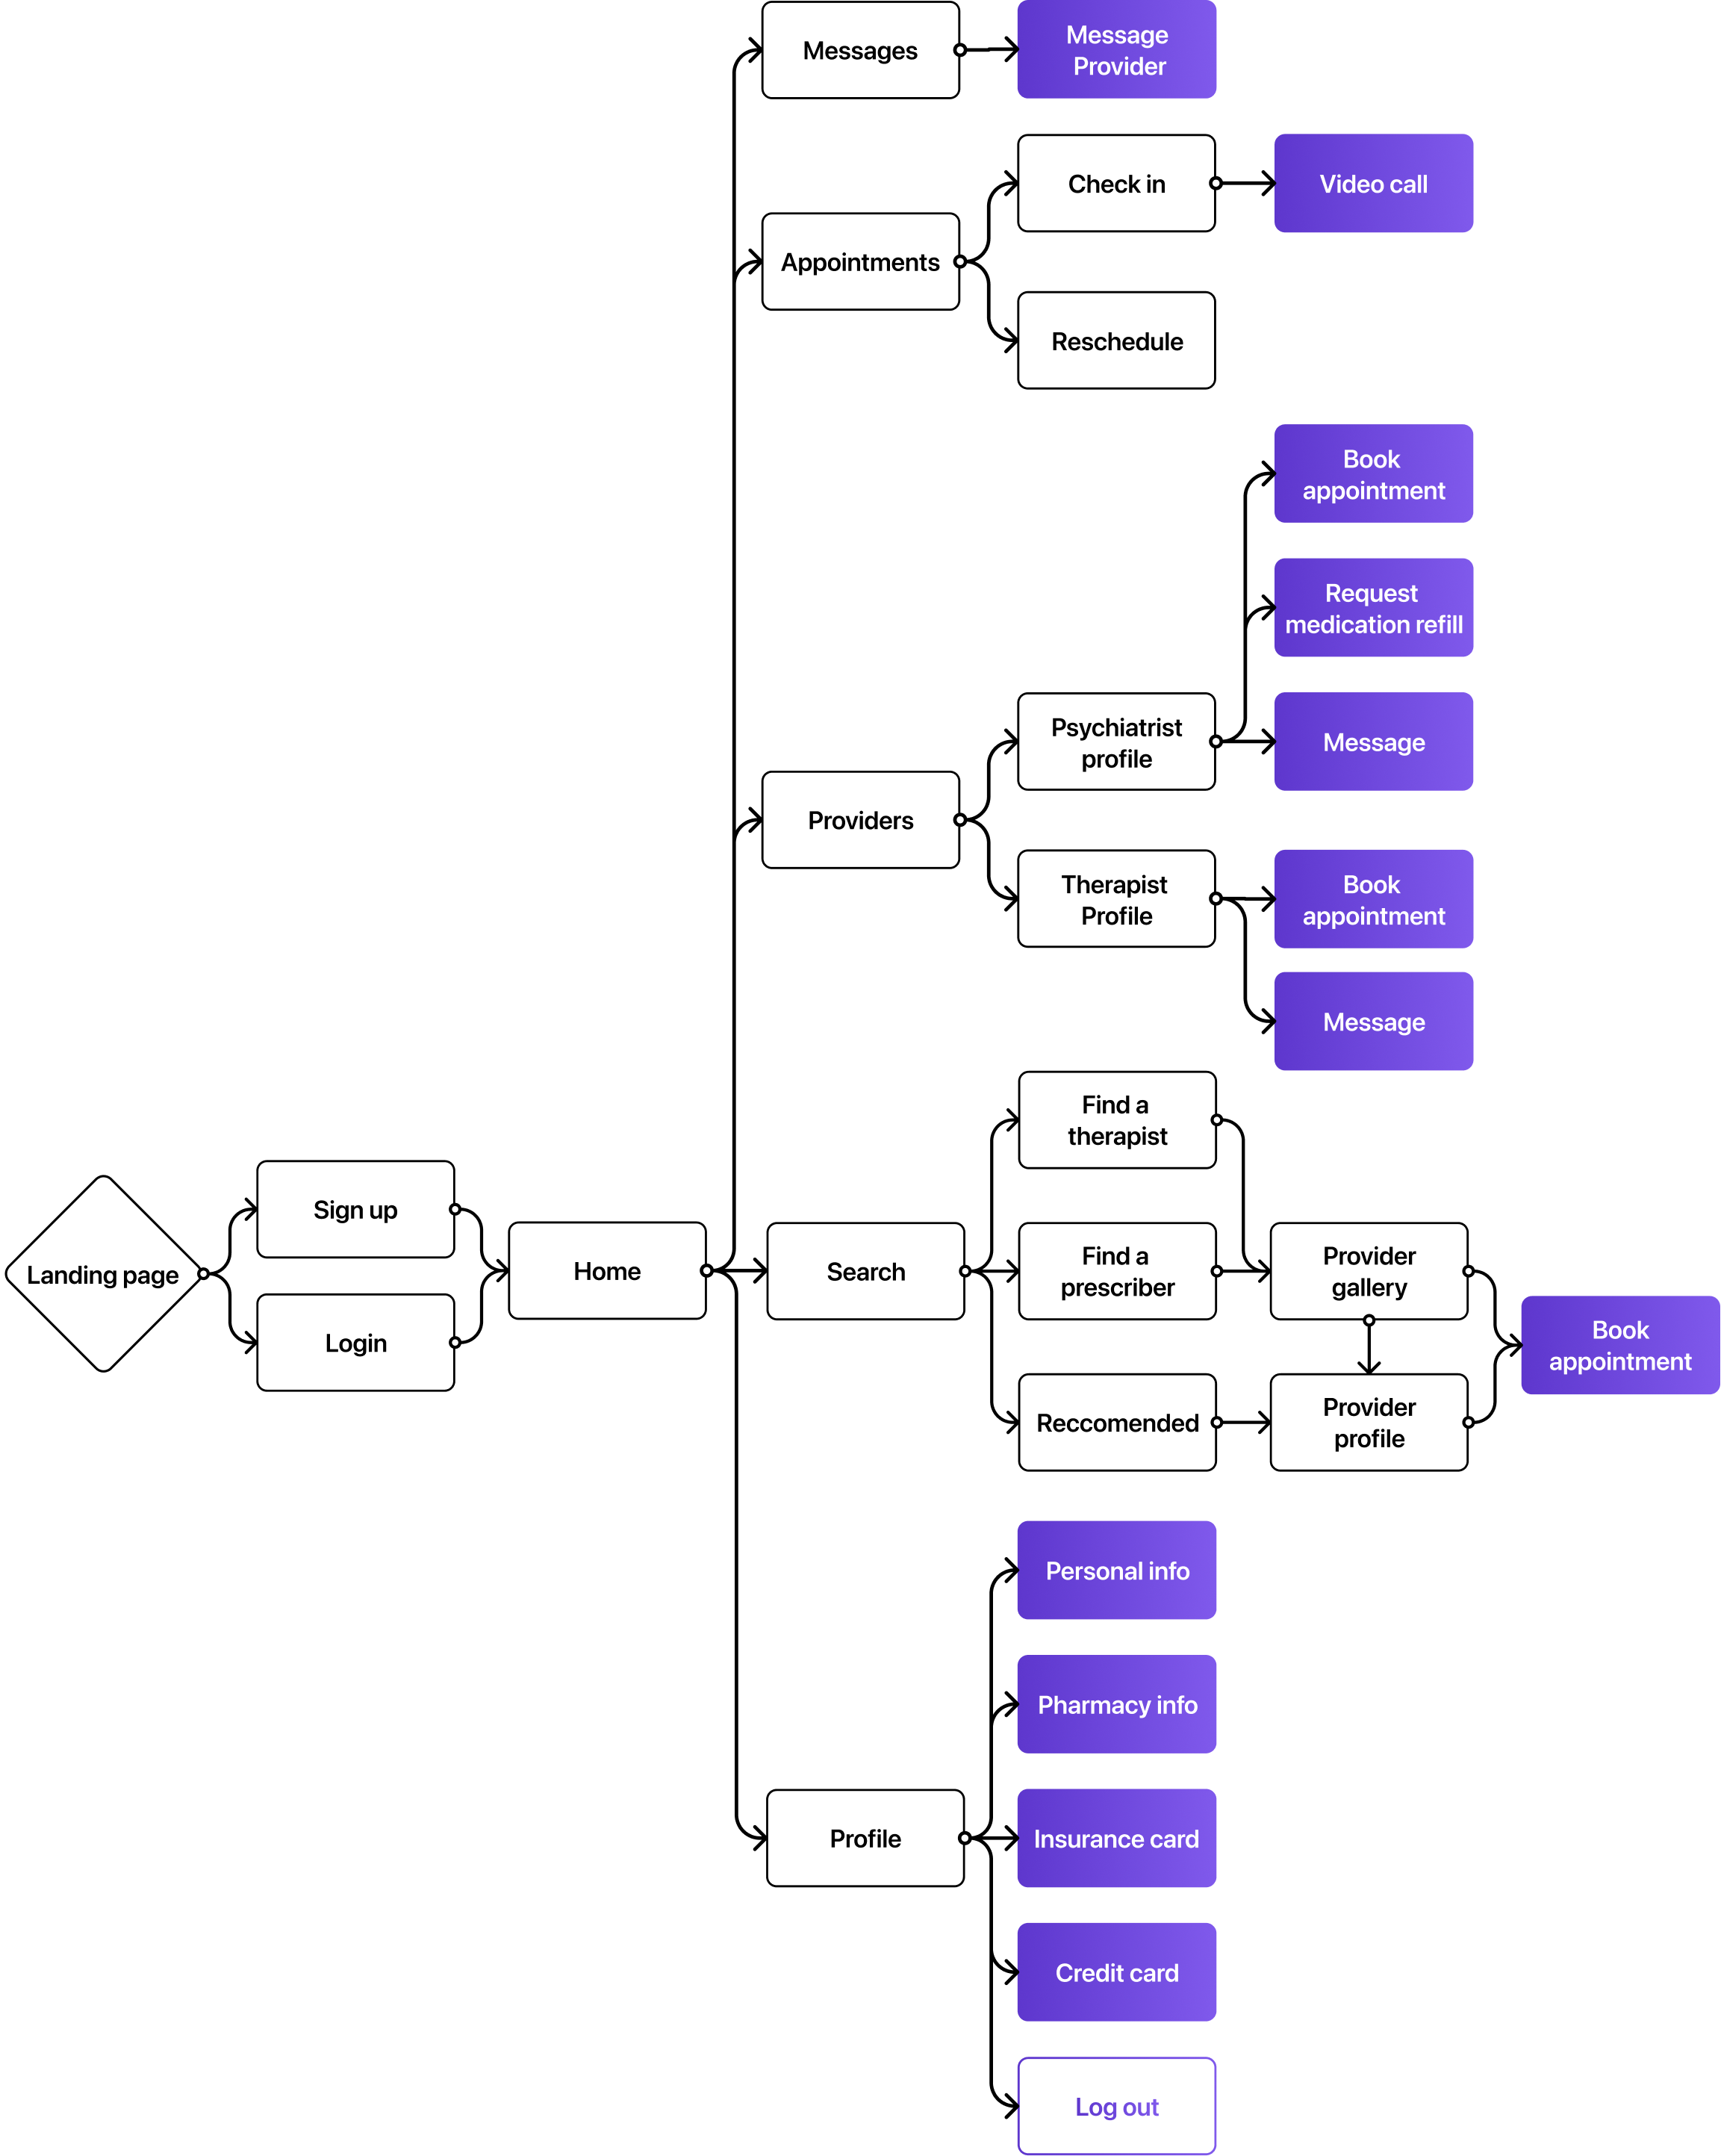 Messages
Message
Provider
Check in
Video call
Appointments
Reschedule
Book
appointment
Request
medication refill
Psychiatrist
profile
Message
Providers
Therapist
Profile
Book
appointment
Message
Find a
therapist
Sign up
Landing page
Login
Home
Search
Find a
prescriber
Provider
gallery
Book
appointment
Reccomended
Provider
profile
Personal info
Pharmacy info
Profile
Insurance card
Credit card
Log out